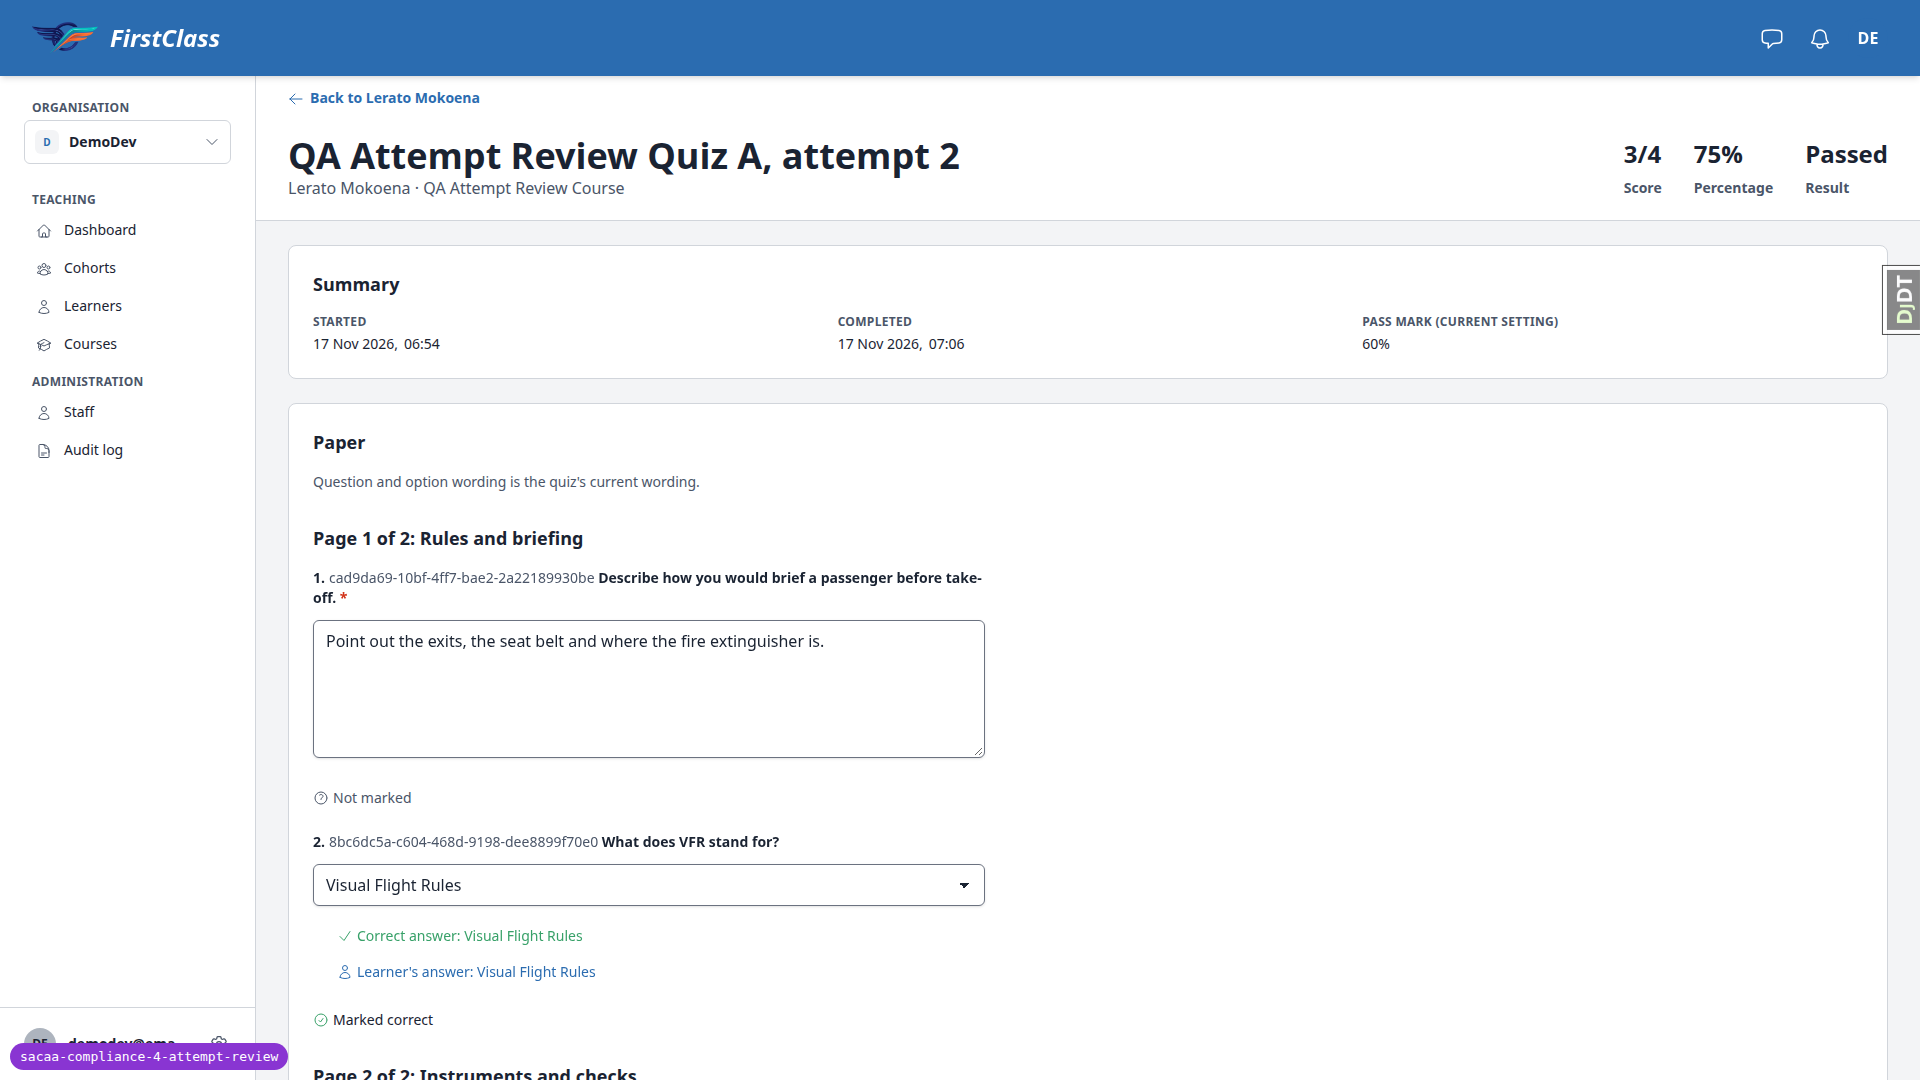 FirstClass
DE
ORGANISATION
D DemoDev
TEACHING
Dashboard
Cohorts
Learners
Courses
ADMINISTRATION
Staff
Audit log
sacaa-compliance-4-attempt-review
Back to Lerato Mokoena
QA Attempt Review Quiz A, attempt 2
Lerato Mokoena · QA Attempt Review Course
3/4 75% Passed
Score Percentage Result
DjDT
Summary
STARTED COMPLETED PASS MARK (CURRENT SETTING)
17 Nov 2026, 06:54 17 Nov 2026, 07:06 60%
Paper
Question and option wording is the quiz's current wording.
Page 1 of 2: Rules and briefing
1. cad9da69-10bf-4ff7-bae2-2a22189930be Describe how you would brief a passenger before take-
off. *
Point out the exits, the seat belt and where the fire extinguisher is.
Not marked
2. 8bc6dc5a-c604-468d-9198-dee8899f70e0 What does VFR stand for?
Visual Flight Rules
Correct answer: Visual Flight Rules
Learner's answer: Visual Flight Rules
Marked correct
Page 2 of 2: Instruments and checks